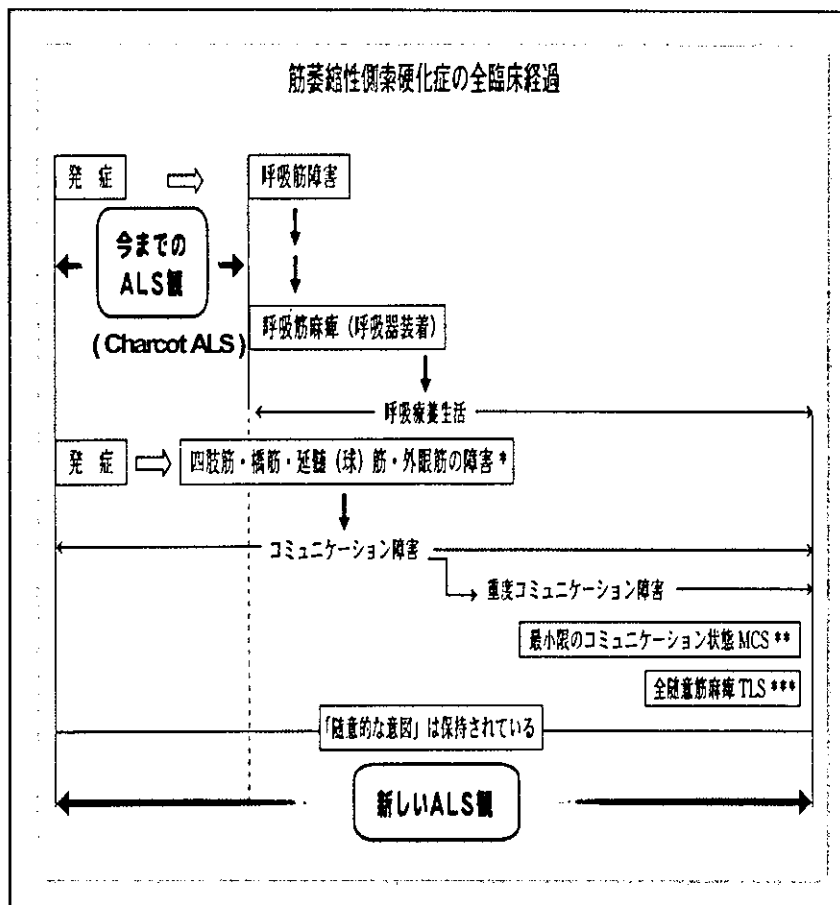 筋萎縮性側索硬化症の全臨床経過
発 症
呼吸筋障害
今までの
ALS観
(Charcot ALS)
呼吸筋麻痺(呼吸器装着)
呼吸療養生活
発 症
四肢筋・橋筋・延髄(球)筋・外眼筋の障害 *
コミュニケーション障害
重度コミュニケーション障害
最小限のコミュニケーション状態 MCS **
全随意筋麻痺 TLS ***
「随意的な意図」は保持されている
新しいALS観